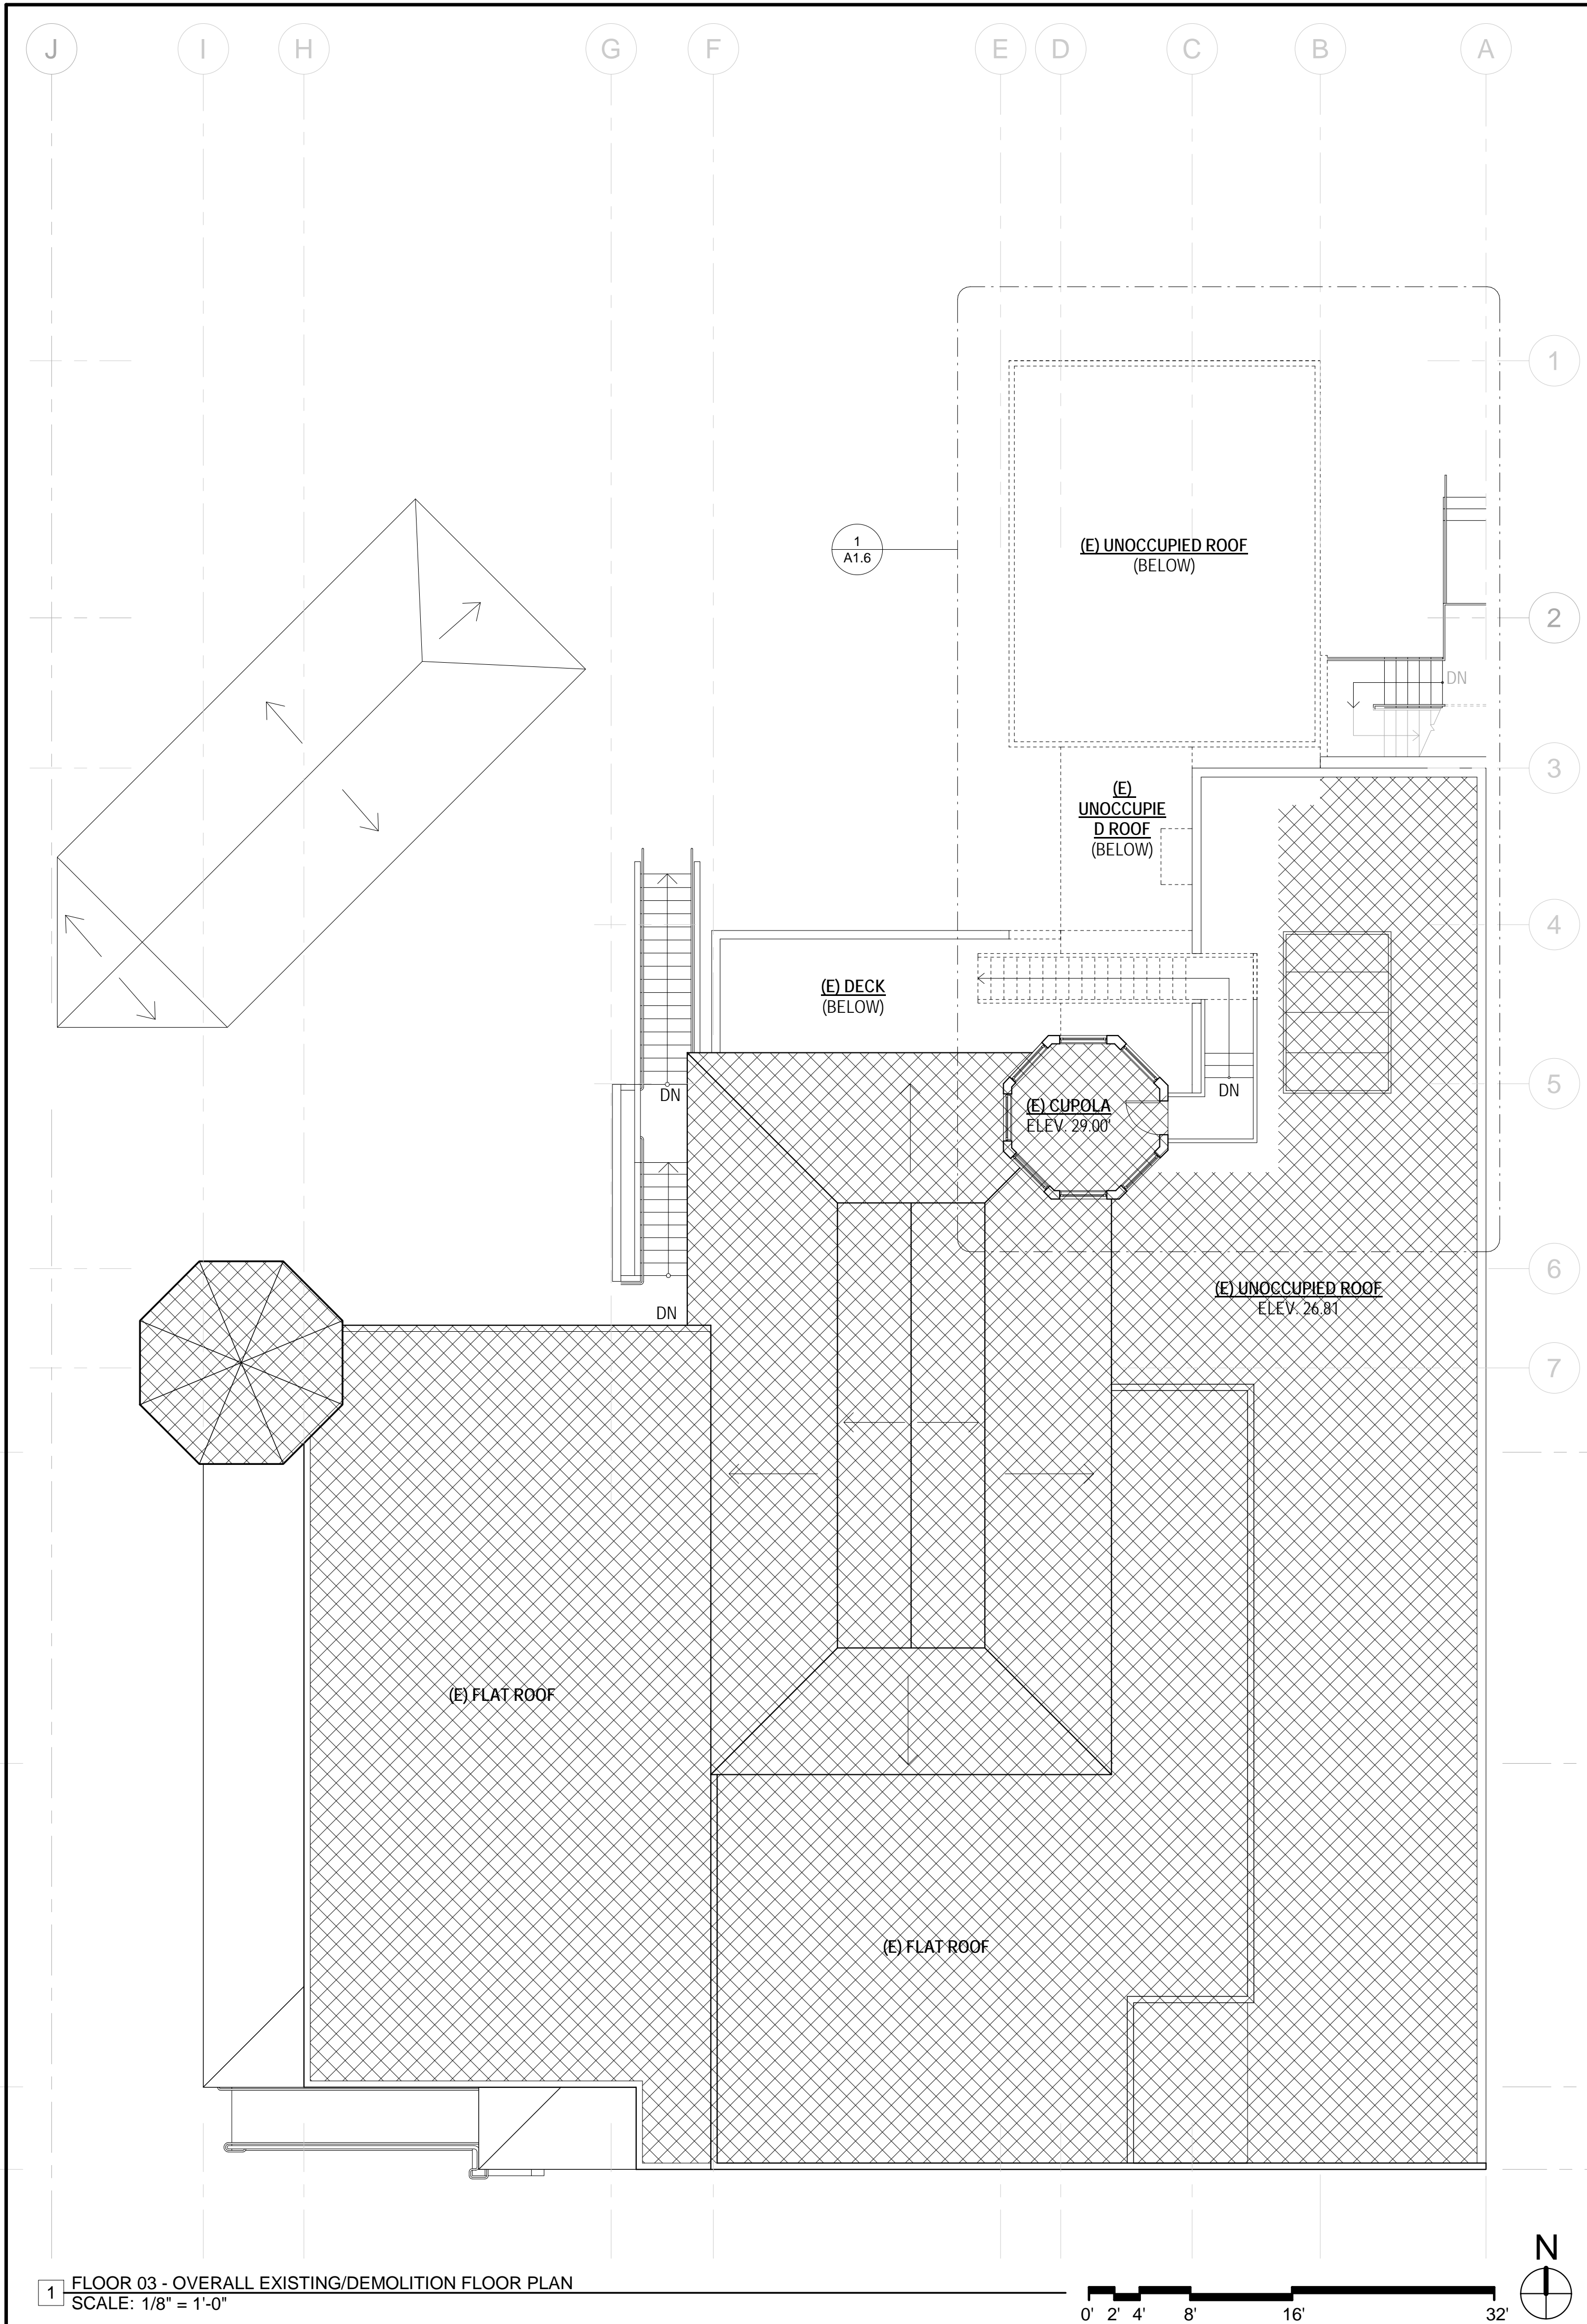 J
I
H
G
F
E
D
C
B
A
1
1
A1.6
(E) UNOCCUPIED ROOF
(BELOW)
2
DN
3
(E)
UNOCCUPIE
D ROOF
(BELOW)
4
(E) DECK
(BELOW)
5
DN
DN
(E) CUPOLA
ELEV. 29.00'
6
(E) UNOCCUPIED ROOF
ELEV. 26.81
DN
7
(E) FLAT ROOF
(E) FLAT ROOF
N
1 FLOOR 03 - OVERALL EXISTING/DEMOLITION FLOOR PLAN
SCALE: 1/8" = 1'-0"
0' 2' 4' 8' 16' 32'